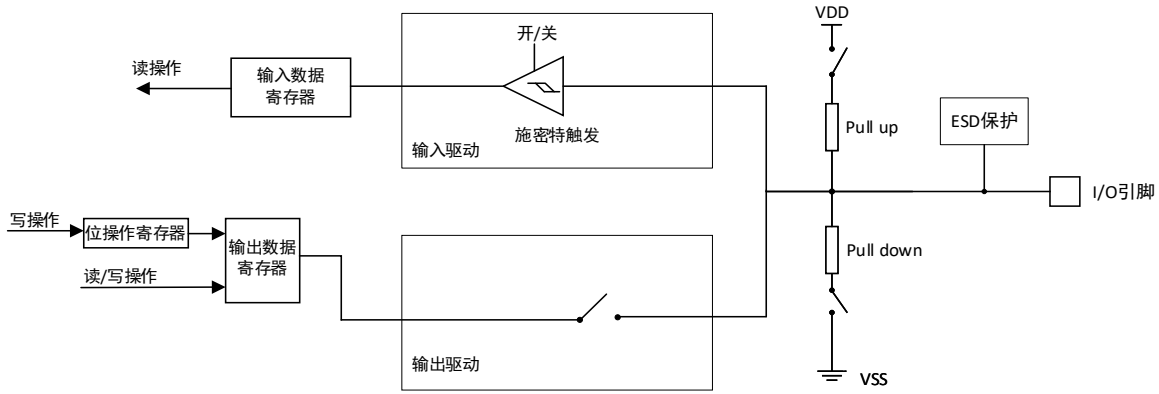 VDD
开/关
读操作
输入数据
寄存器
施密特触发
输入驱动
Pull up
ESD保护
I/O引脚
写操作
位操作寄存器
输出数据
寄存器
读/写操作
Pull down
输出驱动
VSS